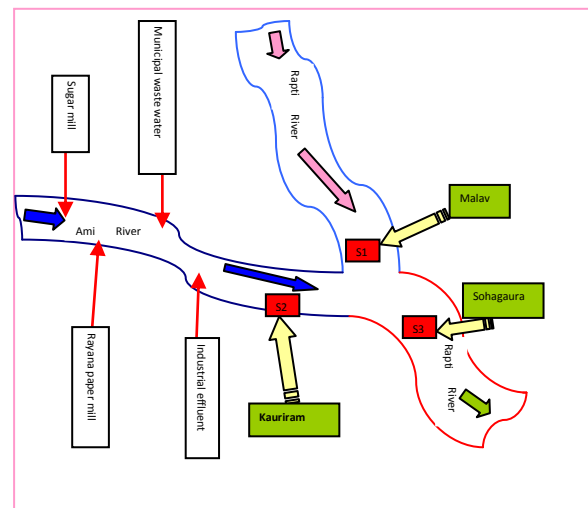 Sugar mill
Municipal waste water
Rapti
River
Malav
Ami River
S1
Sohagaura
S2
S3
Rapti
River
Rayana paper mill
Industrial effluent
Kauriram